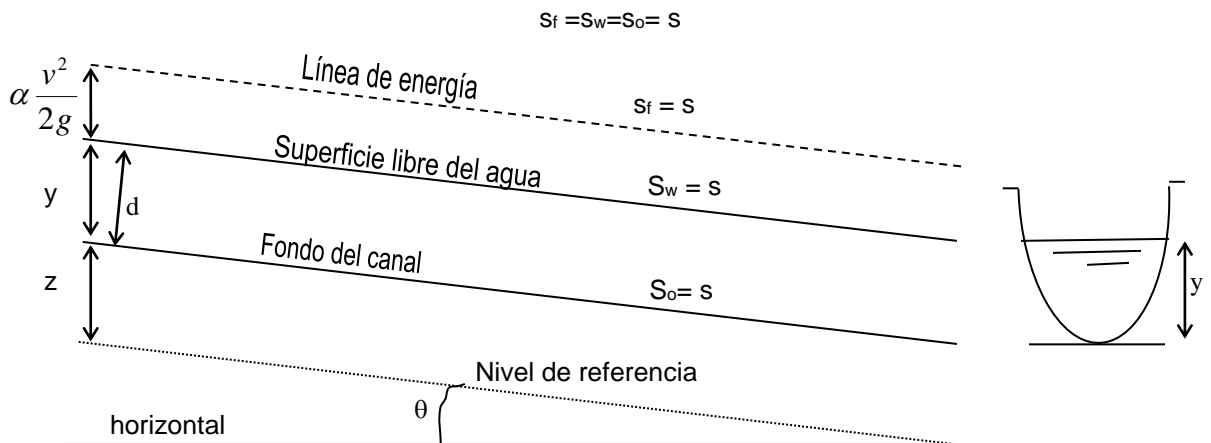 sf =sw=so= s
Línea de energía
α v²/2g
sf = s
Superficie libre del agua
Sw = s
y
d
Fondo del canal
z
So= s
y
Nivel de referencia
θ
horizontal